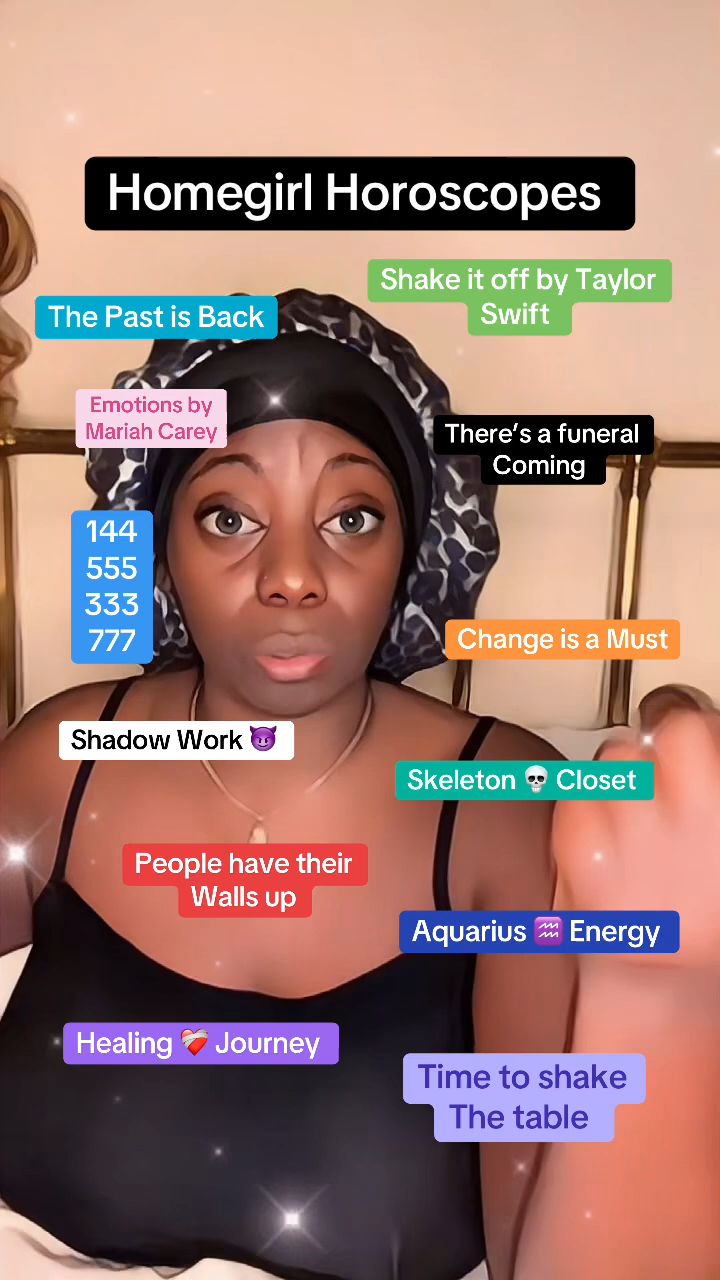 Homegirl Horoscopes
Shake it off by Taylor
Swift
The Past is Back
Emotions by
Mariah Carey
There's a funeral
Coming
144
555
333
777
Change is a Must
Shadow Work 😈
Skeleton 💀 Closet
People have their
Walls up
Aquarius ♒ Energy
Healing ❤️‍🩹 Journey
Time to shake
The table